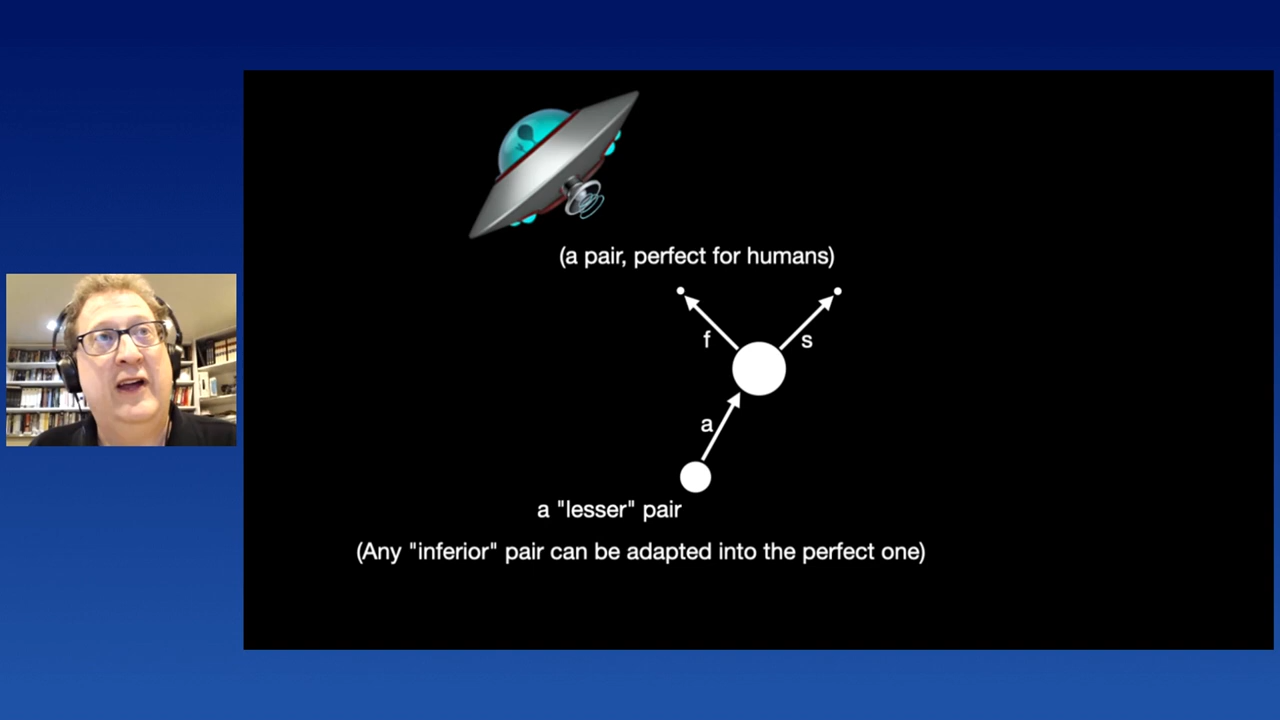 (a pair, perfect for humans)
f
s
a
a "lesser" pair
(Any "inferior" pair can be adapted into the perfect one)